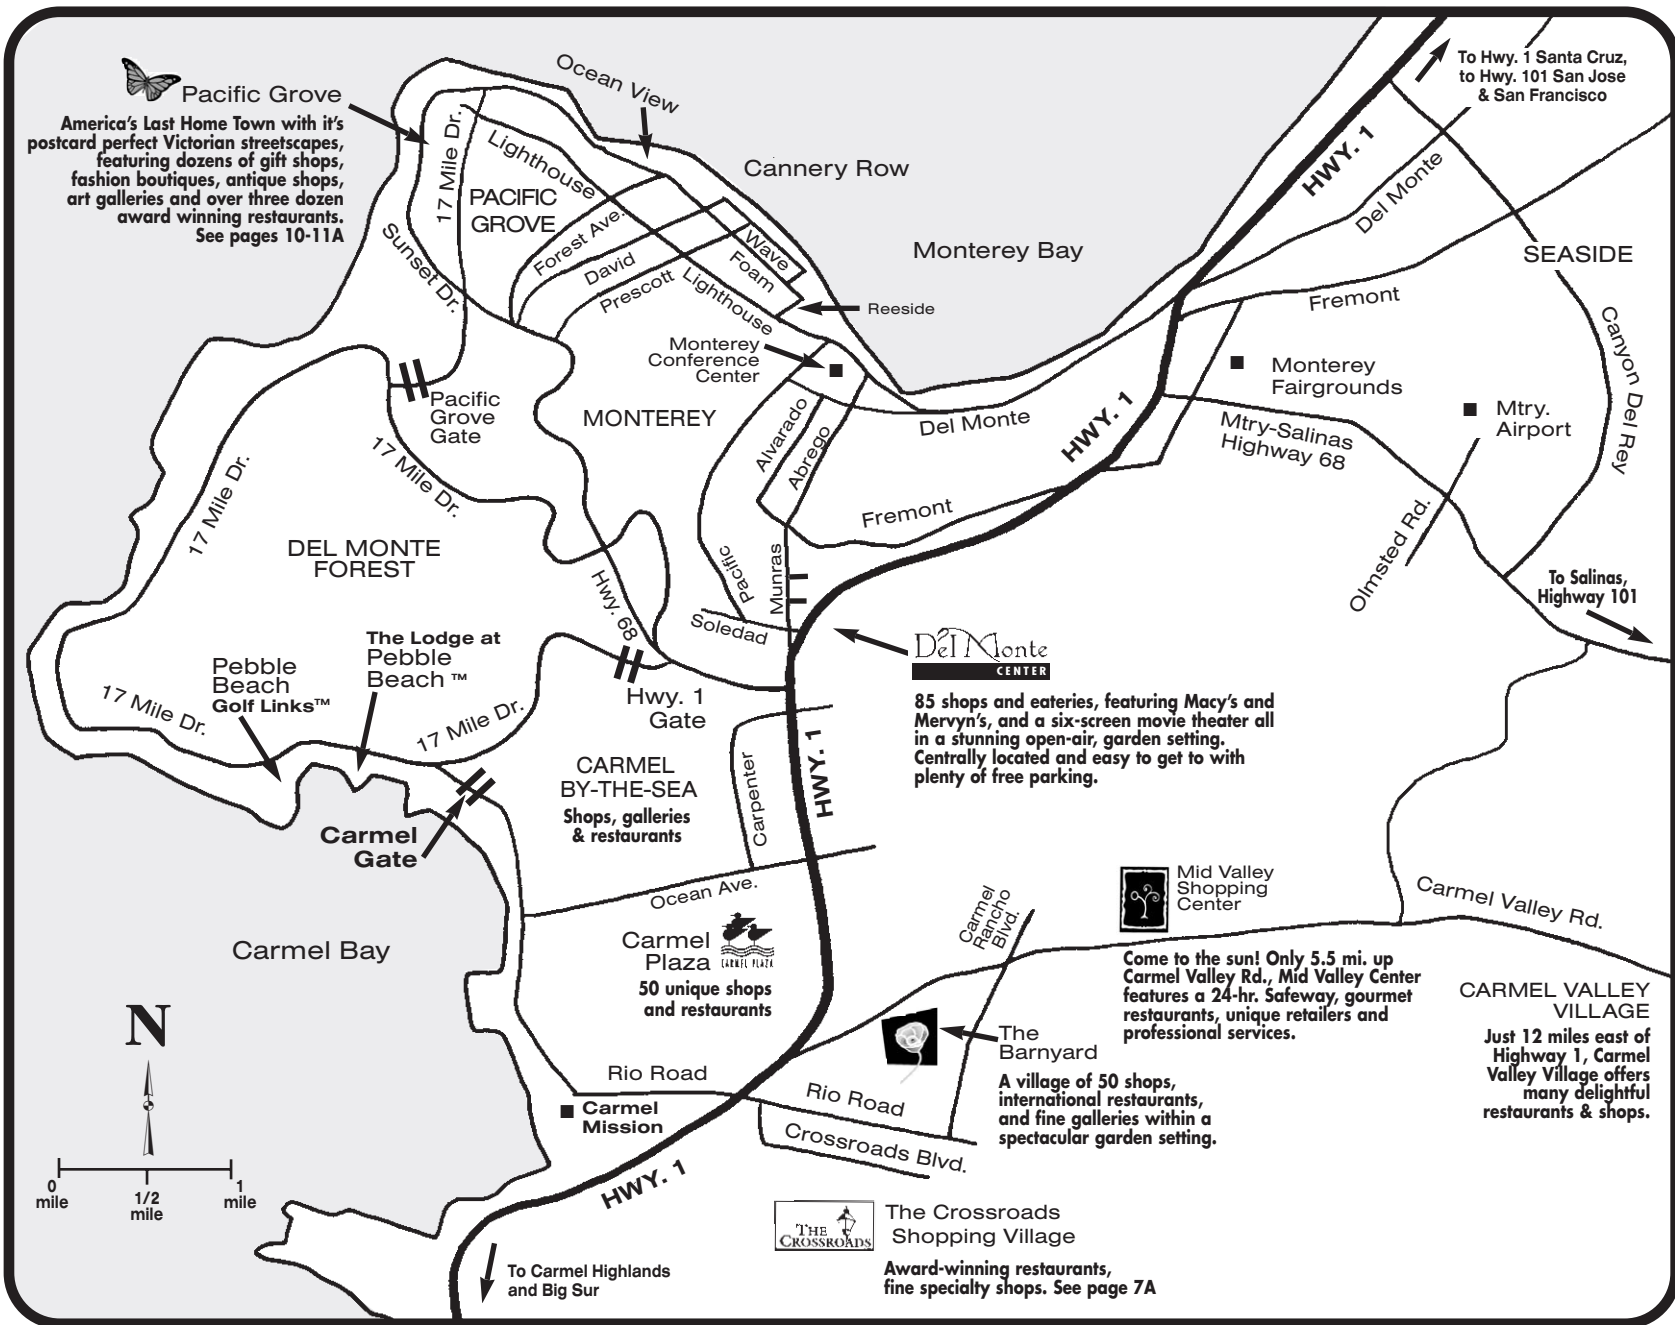 Pacific Grove
America's Last Home Town with it's
postcard perfect Victorian streetscapes,
featuring dozens of gift shops,
fashion boutiques, antique shops,
art galleries and over three dozen
award winning restaurants.
See pages 10-11A
Ocean View
Cannery Row
Monterey Bay
To Hwy. 1 Santa Cruz,
to Hwy. 101 San Jose
& San Francisco
HWY. 1
Del Monte
SEASIDE
Fremont
Canyon Del Rey
17 Mile Dr.
Lighthouse
PACIFIC
GROVE
Sunset Dr.
Forest Ave.
David
Prescott
Lighthouse
Wave
Foam
Reeside
Monterey
Conference
Center
Monterey
Fairgrounds
Mtry.
Airport
Pacific
Grove
Gate
MONTEREY
Alvarado
Abrego
Del Monte
HWY. 1
Mtry-Salinas
Highway 68
17 Mile Dr.
17 Mile Dr.
Fremont
Olmsted Rd.
DEL MONTE
FOREST
Hwy. 68
Pacific
Munras
Soledad
To Salinas,
Highway 101
Del Monte
CENTER
85 shops and eateries, featuring Macy's and
Mervyn's, and a six-screen movie theater all
in a stunning open-air, garden setting.
Centrally located and easy to get to with
plenty of free parking.
The Lodge at
Pebble
Beach ™
Pebble
Beach
Golf Links™
17 Mile Dr.
17 Mile Dr.
Hwy. 1
Gate
CARMEL
BY-THE-SEA
Shops, galleries
& restaurants
Carpenter
HWY. 1
Carmel
Gate
Ocean Ave.
Carmel Bay
Carmel
Plaza
CARMEL PLAZA
50 unique shops
and restaurants
Carmel
Rancho
Blvd.
Mid Valley
Shopping
Center
Carmel Valley Rd.
Come to the sun! Only 5.5 mi. up
Carmel Valley Rd., Mid Valley Center
features a 24-hr. Safeway, gourmet
restaurants, unique retailers and
professional services.
CARMEL VALLEY
VILLAGE
Just 12 miles east of
Highway 1, Carmel
Valley Village offers
many delightful
restaurants & shops.
The
Barnyard
A village of 50 shops,
international restaurants,
and fine galleries within a
spectacular garden setting.
Rio Road
Rio Road
Carmel
Mission
Crossroads Blvd.
HWY. 1
N
0
mile
1/2
mile
1
mile
THE
CROSSROADS
The Crossroads
Shopping Village
Award-winning restaurants,
fine specialty shops. See page 7A
To Carmel Highlands
and Big Sur